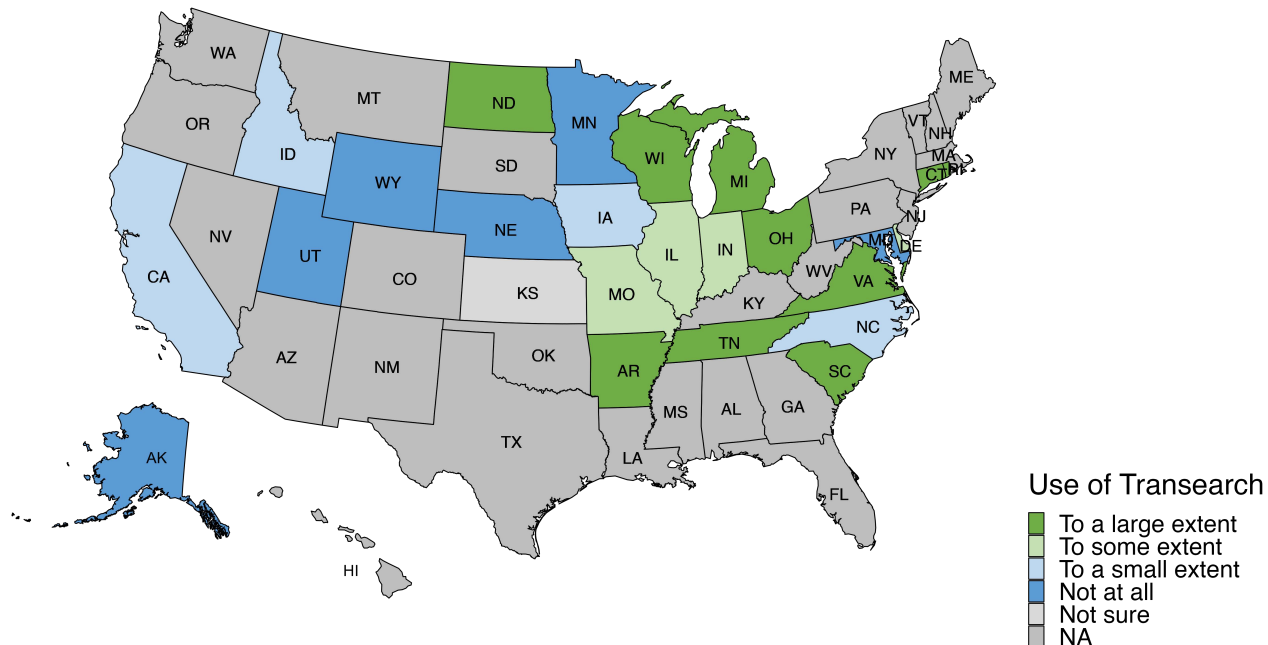 WA
MT
ND
MN
ME
OR
ID
WY
SD
WI
MI
VT
NH
NY
MA
CT
RI
NV
UT
NE
IA
IL
IN
OH
PA
NJ
MD
DE
CA
CO
KS
MO
WV
VA
KY
NC
AZ
NM
OK
AR
TN
SC
TX
LA
MS
AL
GA
FL
AK
HI
Use of Transearch
To a large extent
To some extent
To a small extent
Not at all
Not sure
NA